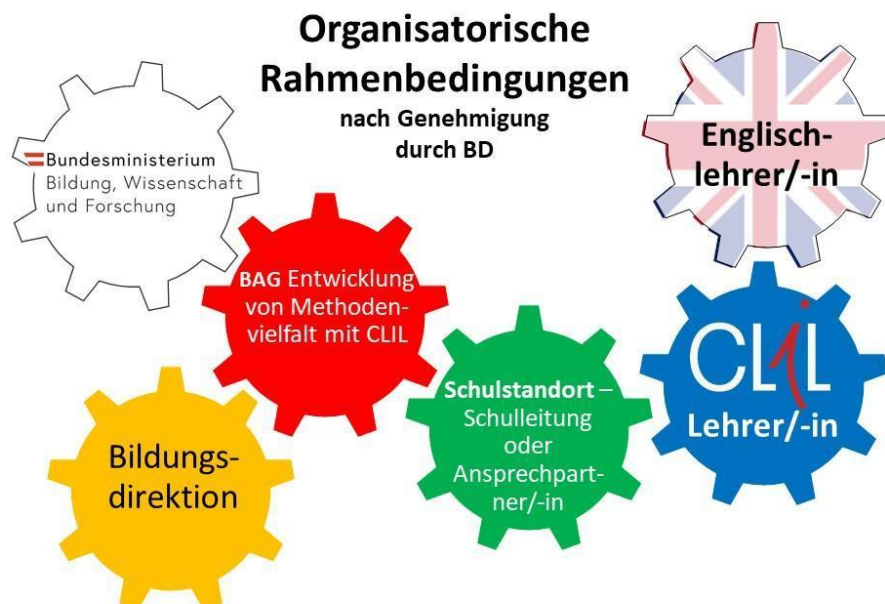 Organisatorische
Rahmenbedingungen
nach Genehmigung
durch BD
Bundesministerium
Bildung, Wissenschaft
und Forschung
Englisch-
lehrer/-in
BAG Entwicklung
von Methoden-
vielfalt mit CLIL
CLiL
Lehrer/-in
Schulstandort –
Schulleitung
oder
Ansprechpart-
ner/-in
Bildungs-
direktion